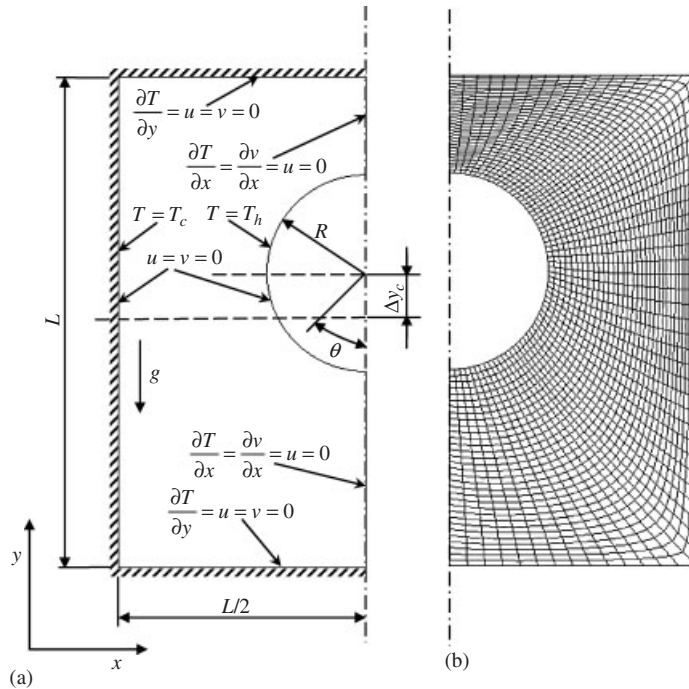 ∂T/∂y = u = v = 0
∂T/∂x = ∂v/∂x = u = 0
T = T_c
T = T_h
R
u = v = 0
Δy_c
L
θ
g
∂T/∂x = ∂v/∂x = u = 0
∂T/∂y = u = v = 0
y
L/2
x
(a)
(b)